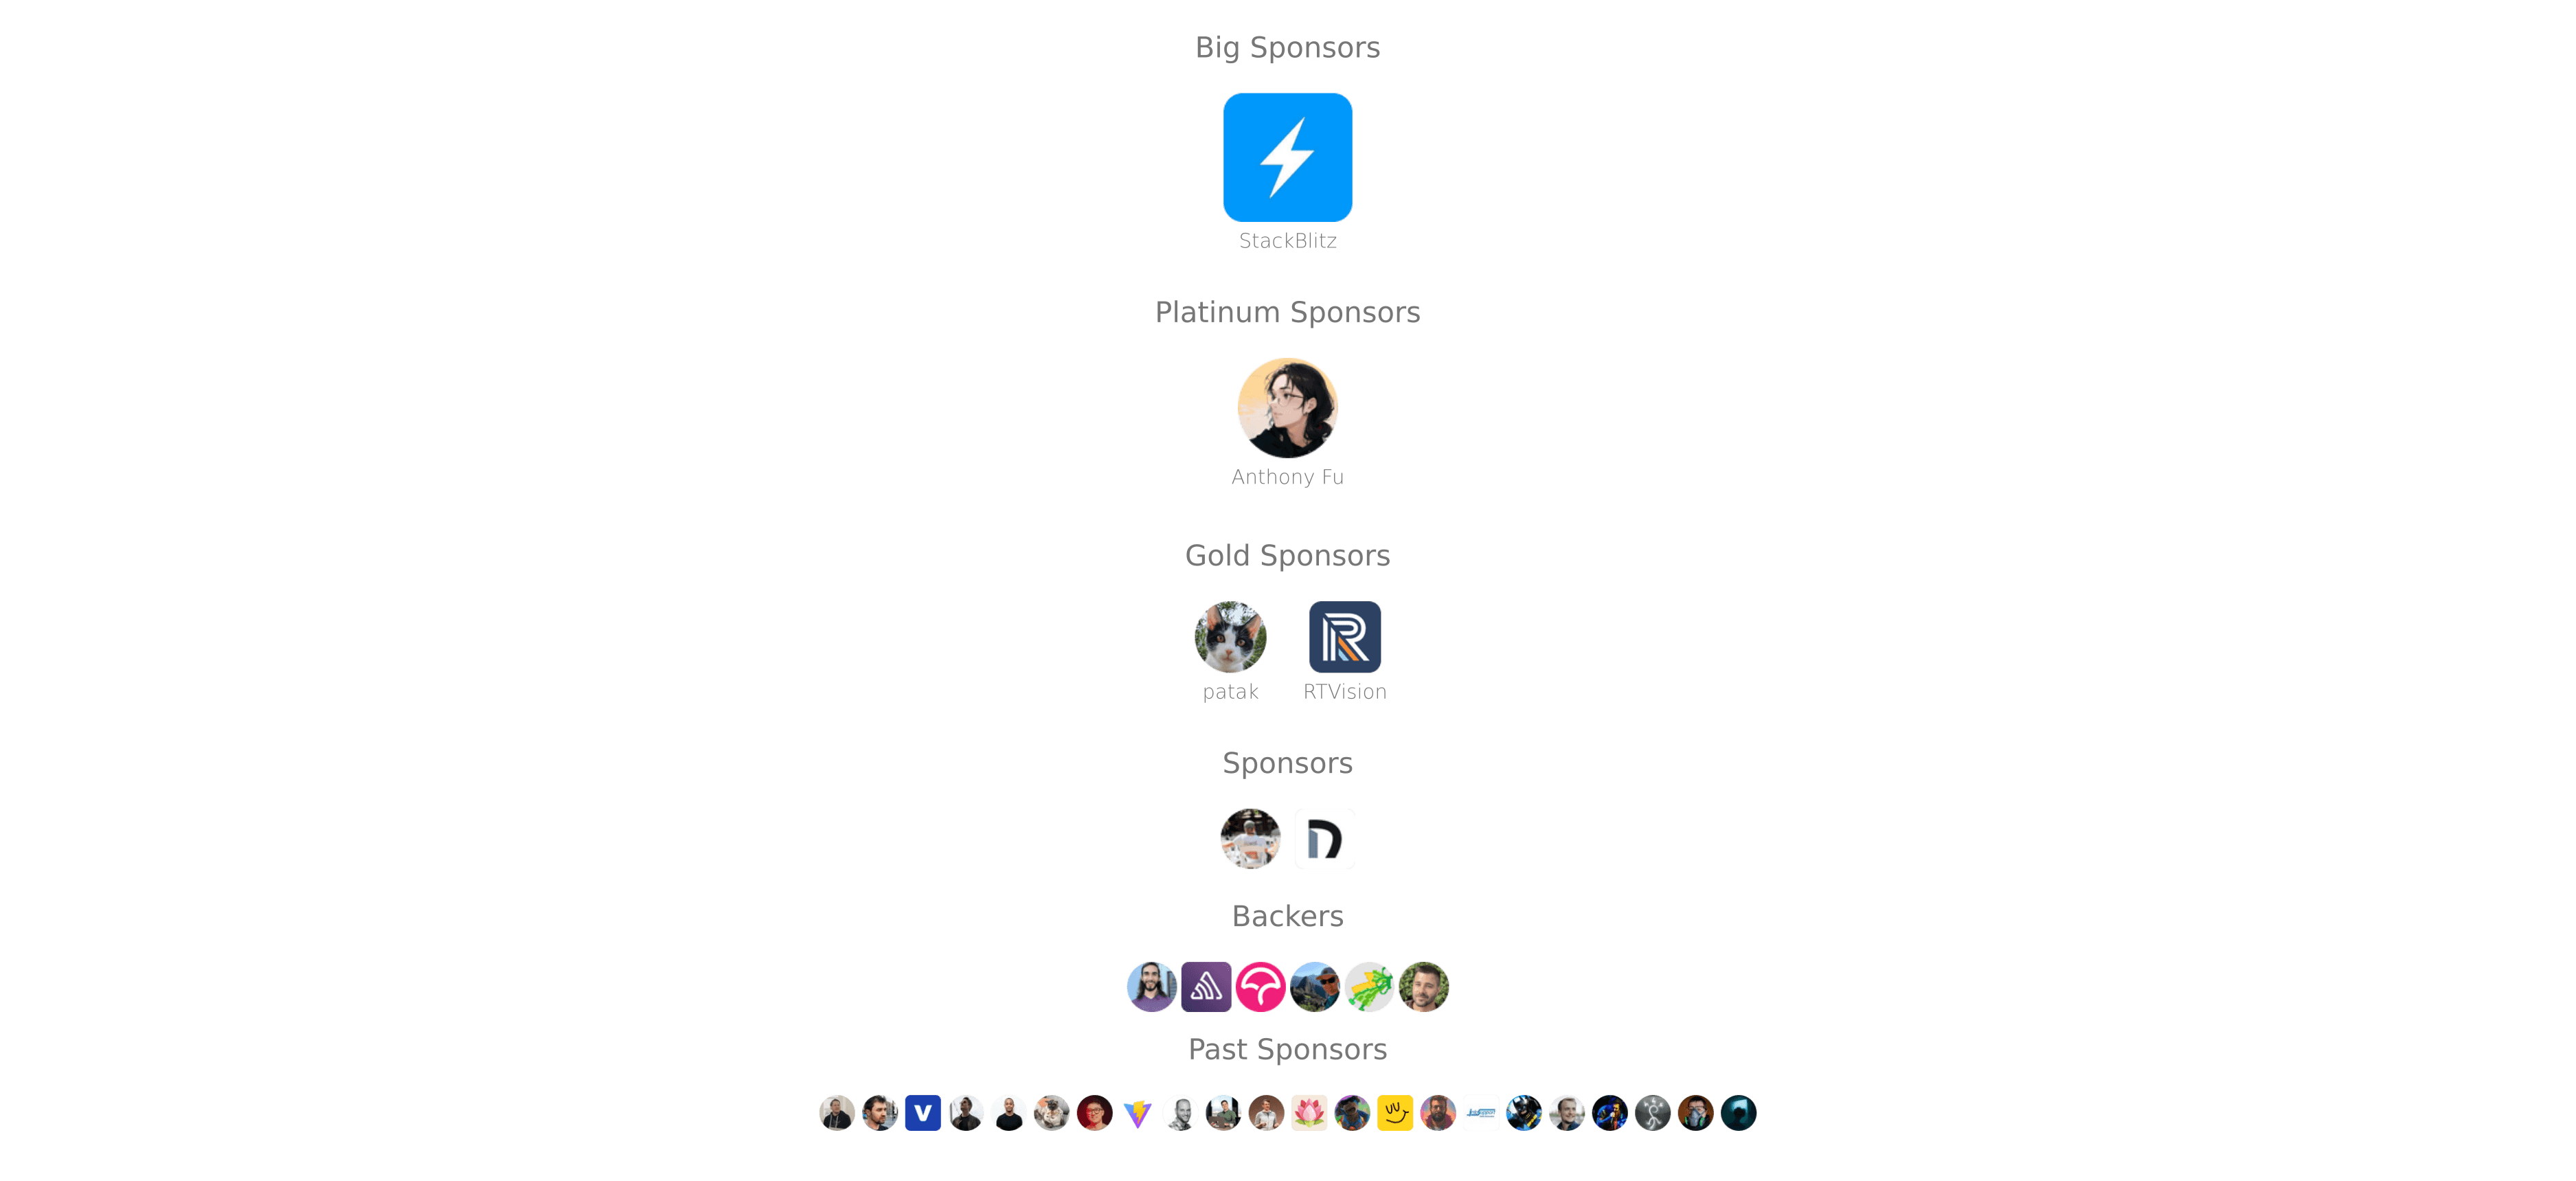 Big Sponsors
StackBlitz
Platinum Sponsors
Anthony Fu
Gold Sponsors
patak RTVision
Sponsors
Backers
Past Sponsors